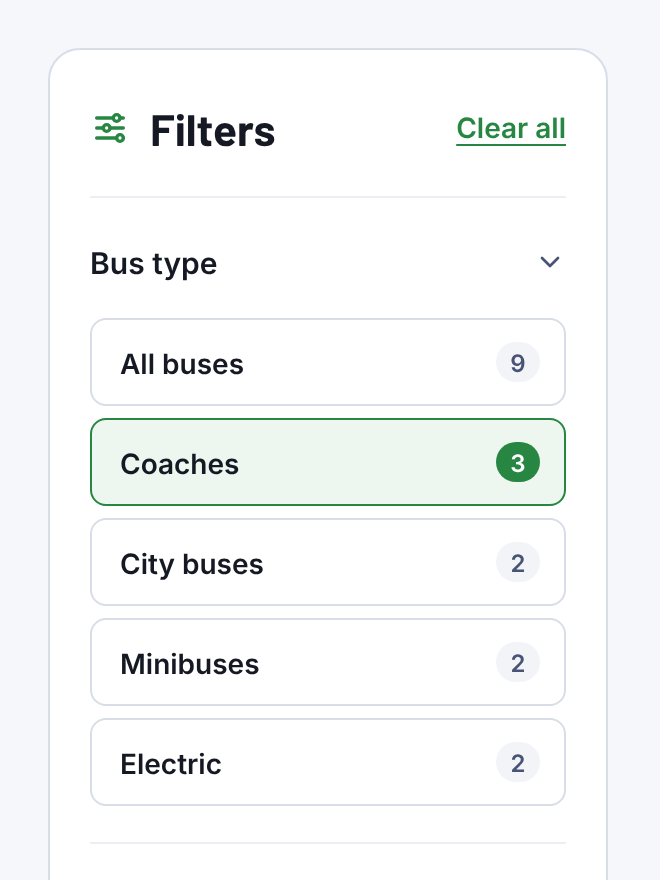 Filters
Clear all
Bus type
All buses 9
Coaches 3
City buses 2
Minibuses 2
Electric 2